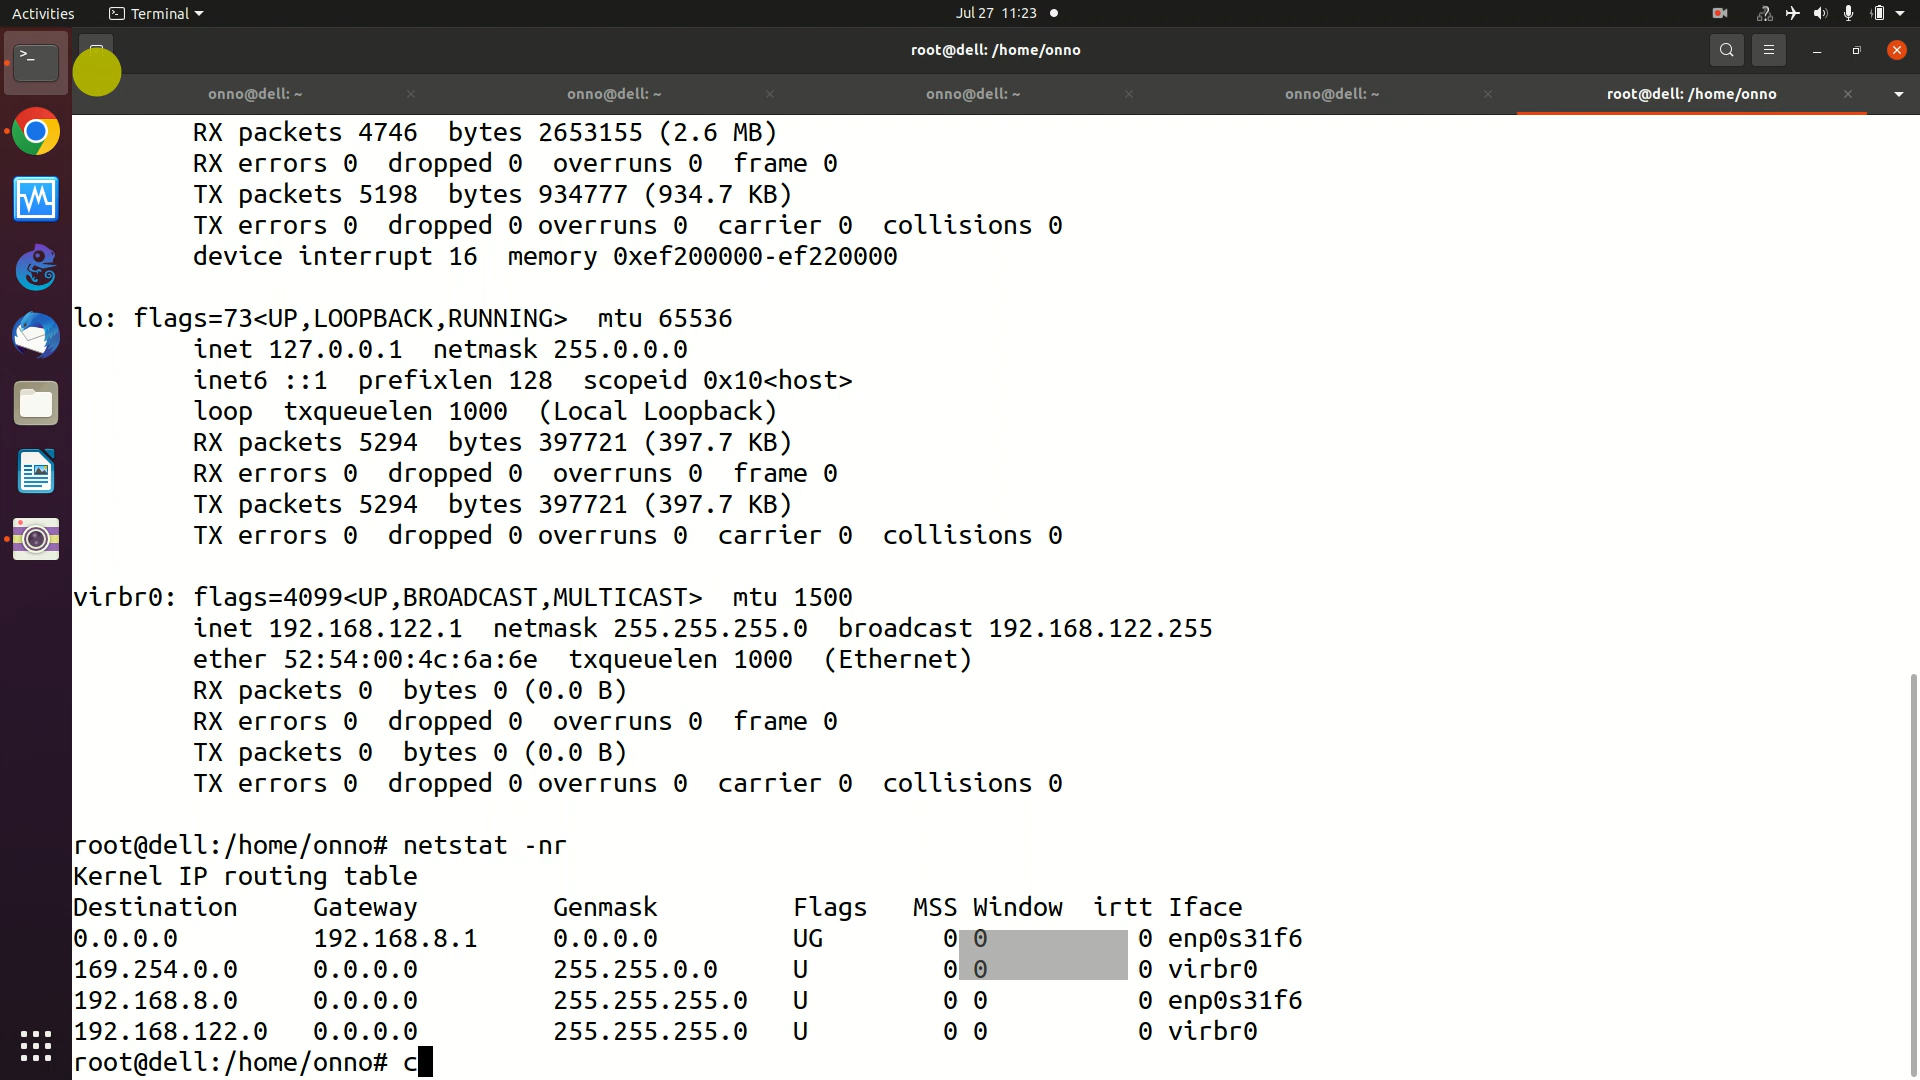 Activities Terminal Jul 27 11:23
root@dell: /home/onno
onno@dell: ~ onno@dell: ~ onno@dell: ~ onno@dell: ~ root@dell: /home/onno
RX packets 4746  bytes 2653155 (2.6 MB)
RX errors 0  dropped 0  overruns 0  frame 0
TX packets 5198  bytes 934777 (934.7 KB)
TX errors 0  dropped 0 overruns 0  carrier 0  collisions 0
device interrupt 16  memory 0xef200000-ef220000
lo: flags=73<UP,LOOPBACK,RUNNING>  mtu 65536
inet 127.0.0.1  netmask 255.0.0.0
inet6 ::1  prefixlen 128  scopeid 0x10<host>
loop  txqueuelen 1000  (Local Loopback)
RX packets 5294  bytes 397721 (397.7 KB)
RX errors 0  dropped 0  overruns 0  frame 0
TX packets 5294  bytes 397721 (397.7 KB)
TX errors 0  dropped 0 overruns 0  carrier 0  collisions 0
virbr0: flags=4099<UP,BROADCAST,MULTICAST>  mtu 1500
inet 192.168.122.1  netmask 255.255.255.0  broadcast 192.168.122.255
ether 52:54:00:4c:6a:6e  txqueuelen 1000  (Ethernet)
RX packets 0  bytes 0 (0.0 B)
RX errors 0  dropped 0  overruns 0  frame 0
TX packets 0  bytes 0 (0.0 B)
TX errors 0  dropped 0 overruns 0  carrier 0  collisions 0
root@dell:/home/onno# netstat -nr
Kernel IP routing table
Destination     Gateway         Genmask         Flags   MSS Window  irtt Iface
0.0.0.0         192.168.8.1     0.0.0.0         UG        0 0          0 enp0s31f6
169.254.0.0     0.0.0.0         255.255.0.0     U         0 0          0 virbr0
192.168.8.0     0.0.0.0         255.255.255.0   U         0 0          0 enp0s31f6
192.168.122.0   0.0.0.0         255.255.255.0   U         0 0          0 virbr0
root@dell:/home/onno# c